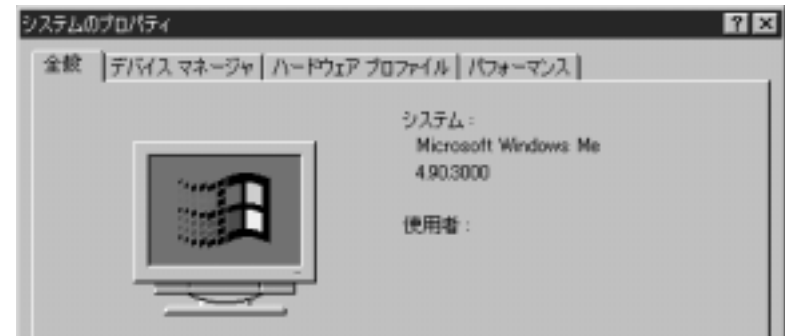 システムのプロパティ
全般 デバイス マネージャ ハードウェア プロファイル パフォーマンス
システム :
Microsoft Windows Me
4.90.3000
使用者 :